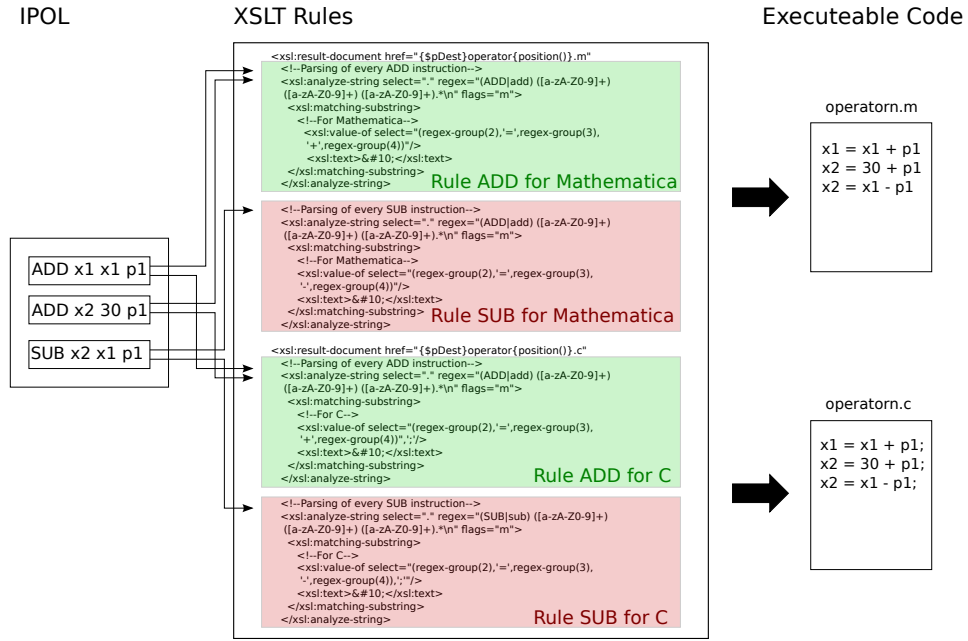 IPOL
XSLT Rules
Executeable Code
ADD x1 x1 p1
ADD x2 30 p1
SUB x2 x1 p1
<xsl:result-document href="{$pDest}operator{position()}.m"
<!--Parsing of every ADD instruction-->
<xsl:analyze-string select="." regex="(ADD|add) ([a-zA-Z0-9]+)
([a-zA-Z0-9]+) ([a-zA-Z0-9]+).*\n" flags="m">
<xsl:matching-substring>
<!--For Mathematica-->
<xsl:value-of select="(regex-group(2),'=',regex-group(3),
'+',regex-group(4))"/>
<xsl:text>&#10;</xsl:text>
</xsl:matching-substring>
</xsl:analyze-string>
Rule ADD for Mathematica
<!--Parsing of every SUB instruction-->
<xsl:analyze-string select="." regex="(ADD|add) ([a-zA-Z0-9]+)
([a-zA-Z0-9]+) ([a-zA-Z0-9]+).*\n" flags="m">
<xsl:matching-substring>
<!--For Mathematica-->
<xsl:value-of select="(regex-group(2),'=',regex-group(3),
'-',regex-group(4))"/>
<xsl:text>&#10;</xsl:text>
</xsl:matching-substring>
</xsl:analyze-string>
Rule SUB for Mathematica
<xsl:result-document href="{$pDest}operator{position()}.c"
<!--Parsing of every ADD instruction-->
<xsl:analyze-string select="." regex="(ADD|add) ([a-zA-Z0-9]+)
([a-zA-Z0-9]+) ([a-zA-Z0-9]+).*\n" flags="m">
<xsl:matching-substring>
<!--For C-->
<xsl:value-of select="(regex-group(2),'=',regex-group(3),
'+',regex-group(4))",';'/>
<xsl:text>&#10;</xsl:text>
</xsl:matching-substring>
</xsl:analyze-string>
Rule ADD for C
<!--Parsing of every SUB instruction-->
<xsl:analyze-string select="." regex="(SUB|sub) ([a-zA-Z0-9]+)
([a-zA-Z0-9]+) ([a-zA-Z0-9]+).*\n" flags="m">
<xsl:matching-substring>
<!--For C-->
<xsl:value-of select="(regex-group(2),'=',regex-group(3),
'-',regex-group(4)),';'"/>
<xsl:text>&#10;</xsl:text>
</xsl:matching-substring>
</xsl:analyze-string>
Rule SUB for C
operatorn.m
x1 = x1 + p1
x2 = 30 + p1
x2 = x1 - p1
operatorn.c
x1 = x1 + p1;
x2 = 30 + p1;
x2 = x1 - p1;